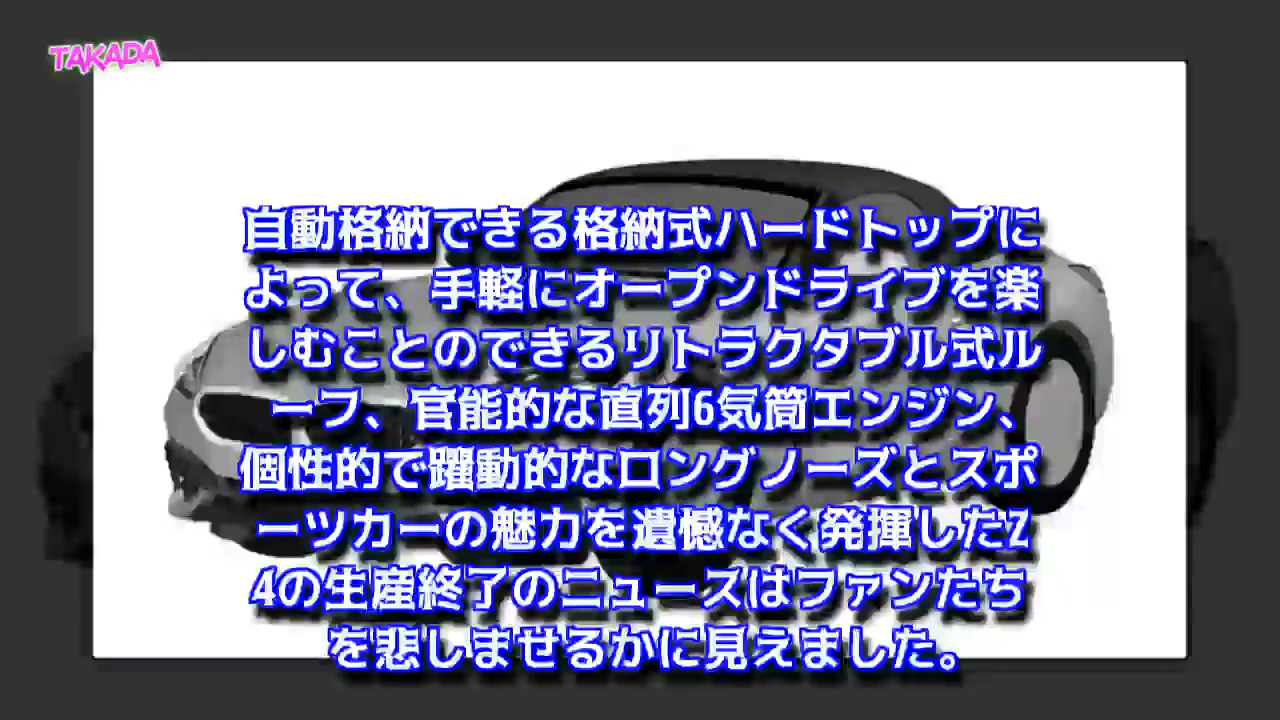 TAKADA
自動格納できる格納式ハードトップに
よって、手軽にオープンドライブを楽
しむことのできるリトラクタブル式ル
ーフ、官能的な直列6気筒エンジン、
個性的で躍動的なロングノーズとスポ
ーツカーの魅力を遺憾なく発揮したZ
4の生産終了のニュースはファンたち
を悲しませるかに見えました。